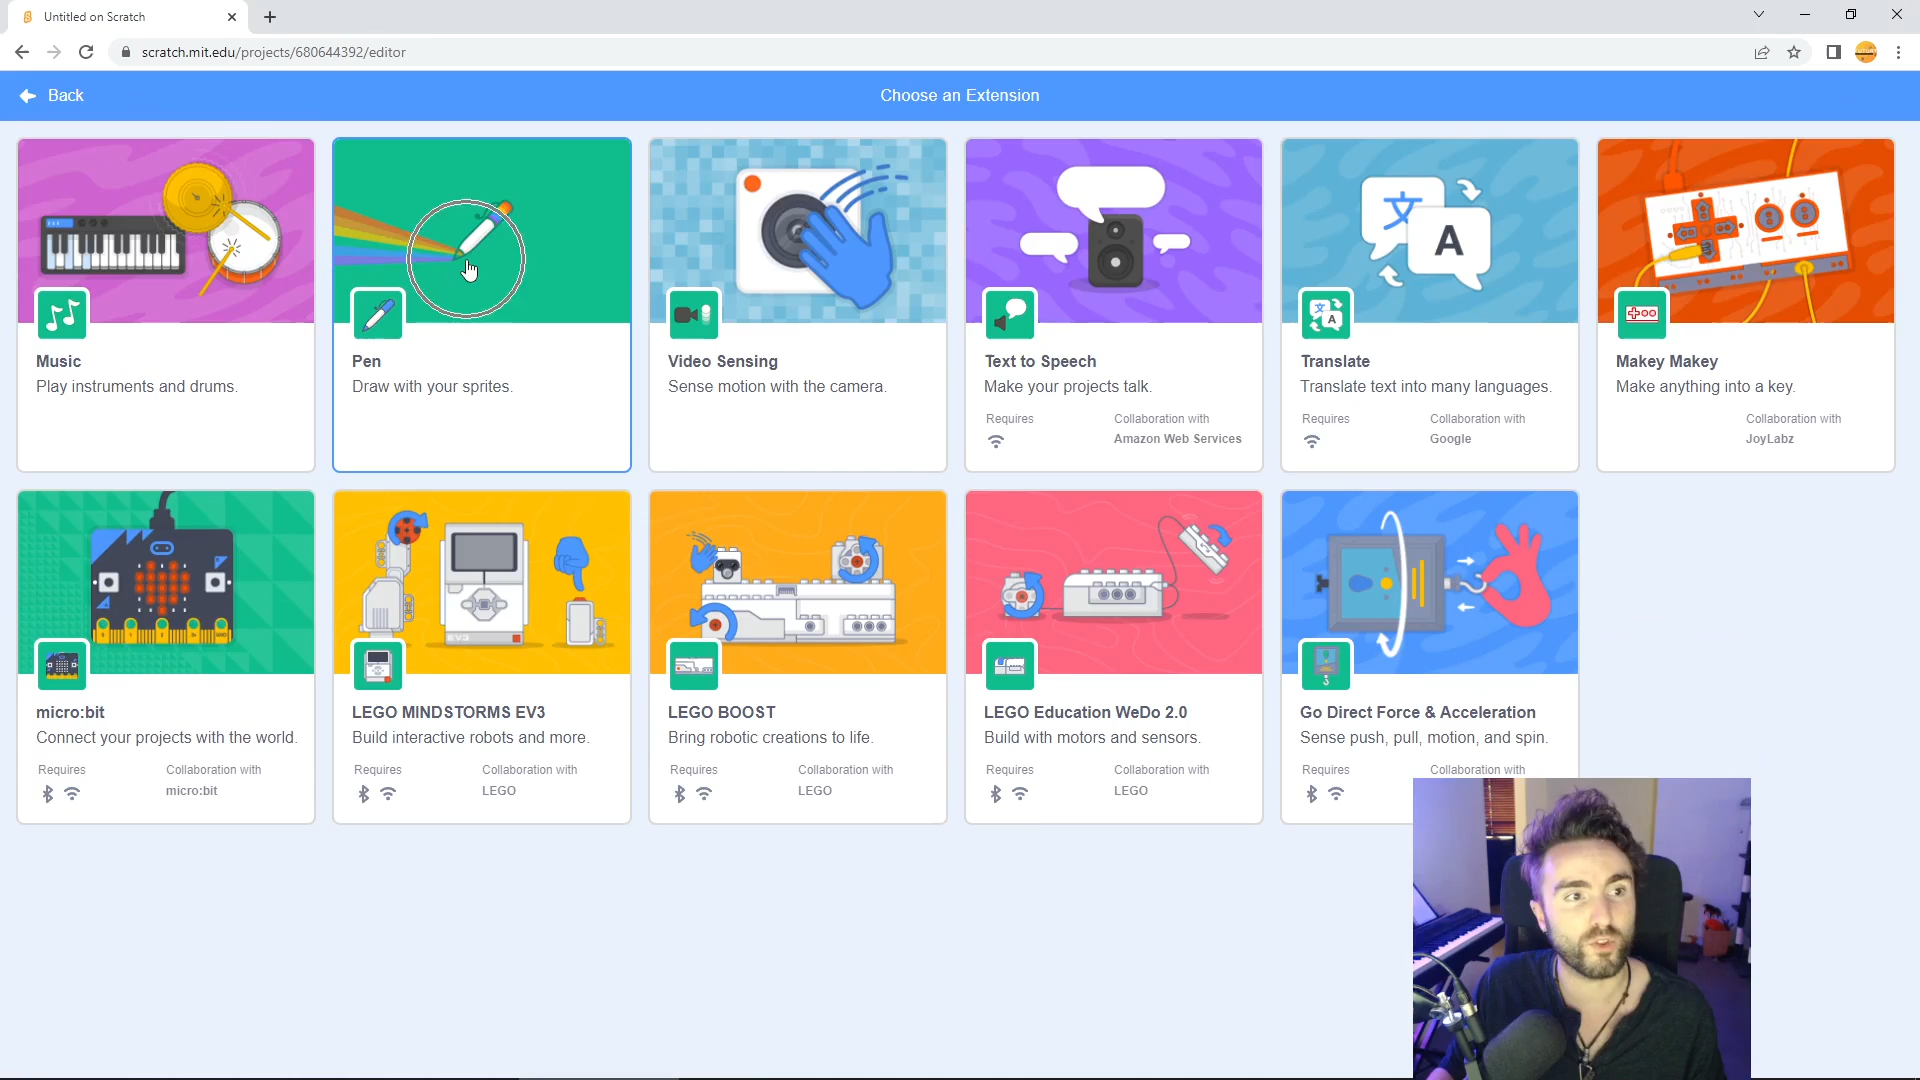 Untitled on Scratch
scratch.mit.edu/projects/680644392/editor
Back
Choose an Extension
文
A
Music
Play instruments and drums.
Pen
Draw with your sprites.
Video Sensing
Sense motion with the camera.
Text to Speech
Make your projects talk.
Requires
Collaboration with
Amazon Web Services
Translate
Translate text into many languages.
Requires
Collaboration with
Google
Makey Makey
Make anything into a key.
Collaboration with
JoyLabz
micro:bit
Connect your projects with the world.
Requires
Collaboration with
micro:bit
EV3
LEGO MINDSTORMS EV3
Build interactive robots and more.
Requires
Collaboration with
LEGO
LEGO BOOST
Bring robotic creations to life.
Requires
Collaboration with
LEGO
LEGO Education WeDo 2.0
Build with motors and sensors.
Requires
Collaboration with
LEGO
Go Direct Force & Acceleration
Sense push, pull, motion, and spin.
Requires
Collaboration with